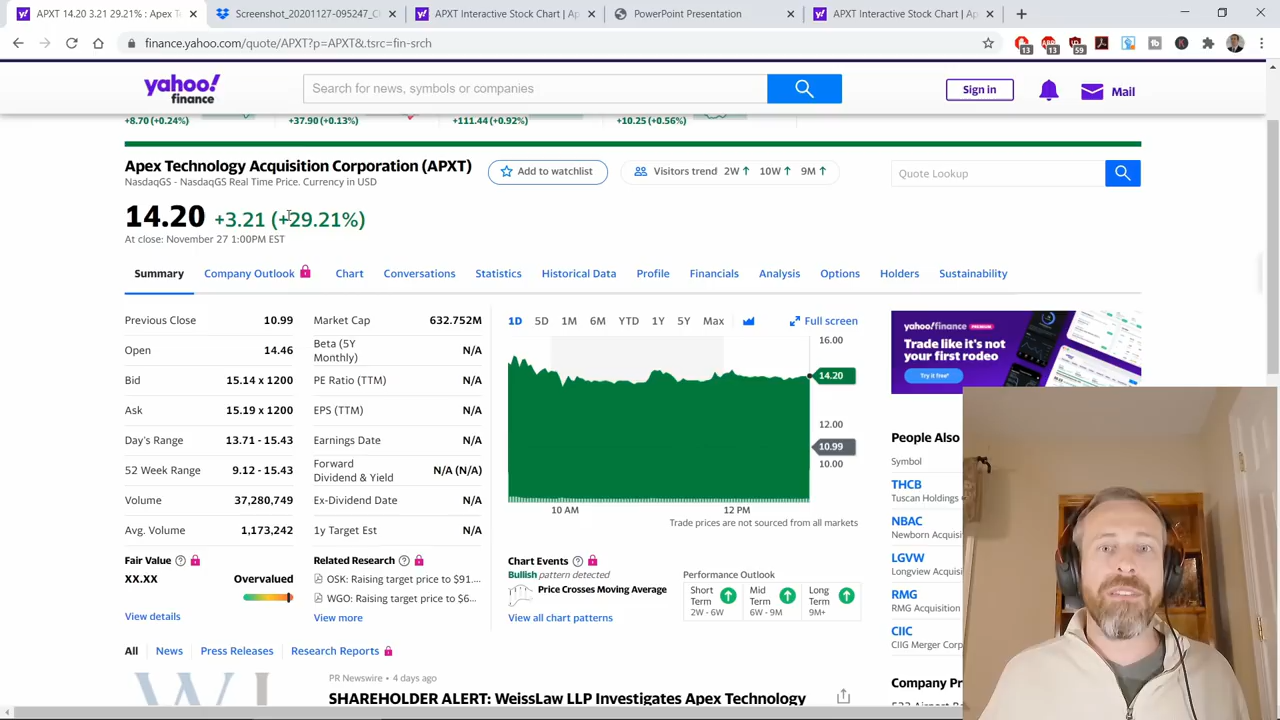 APXT 14.20 3.21 29.21% : Apex T
Screenshot_20201127-095247_C
APXT Interactive Stock Chart | Ap
PowerPoint Presentation
APXT Interactive Stock Chart | Ap
finance.yahoo.com/quote/APXT?p=APXT&.tsrc=fin-srch
13
13
59
yahoo!
finance
Search for news, symbols or companies
Sign in
Mail
+8.70 (+0.24%)
+37.90 (+0.13%)
+111.44 (+0.92%)
+10.25 (+0.56%)
Apex Technology Acquisition Corporation (APXT)
NasdaqGS - NasdaqGS Real Time Price. Currency in USD
Add to watchlist
Visitors trend 2W 10W 9M
Quote Lookup
14.20 +3.21 (+29.21%)
At close: November 27 1:00PM EST
Summary
Company Outlook
Chart
Conversations
Statistics
Historical Data
Profile
Financials
Analysis
Options
Holders
Sustainability
Previous Close 10.99
Open 14.46
Bid 15.14 x 1200
Ask 15.19 x 1200
Day's Range 13.71 - 15.43
52 Week Range 9.12 - 15.43
Volume 37,280,749
Avg. Volume 1,173,242
Market Cap 632.752M
Beta (5Y
Monthly) N/A
PE Ratio (TTM) N/A
EPS (TTM) N/A
Earnings Date N/A
Forward
Dividend & Yield N/A (N/A)
Ex-Dividend Date N/A
1y Target Est N/A
1D 5D 1M 6M YTD 1Y 5Y Max
Full screen
16.00
14.20
12.00
10.99
10.00
10 AM
12 PM
Trade prices are not sourced from all markets
yahoo!finance PREMIUM
Trade like it's not
your first rodeo
Try it free*
People Also
Symbol
THCB
Tuscan Holdings
NBAC
Newborn Acquisi
LGVW
Longview Acquisi
RMG
RMG Acquisition
CIIC
CIIG Merger Corp
Company Pr
Fair Value
XX.XX Overvalued
View details
Related Research
OSK: Raising target price to $91....
WGO: Raising target price to $6...
View more
Chart Events
Bullish pattern detected
Price Crosses Moving Average
View all chart patterns
Performance Outlook
Short
Term
2W - 6W
Mid
Term
6W - 9M
Long
Term
9M+
All
News
Press Releases
Research Reports
PR Newswire • 4 days ago
SHAREHOLDER ALERT: WeissLaw LLP Investigates Apex Technology